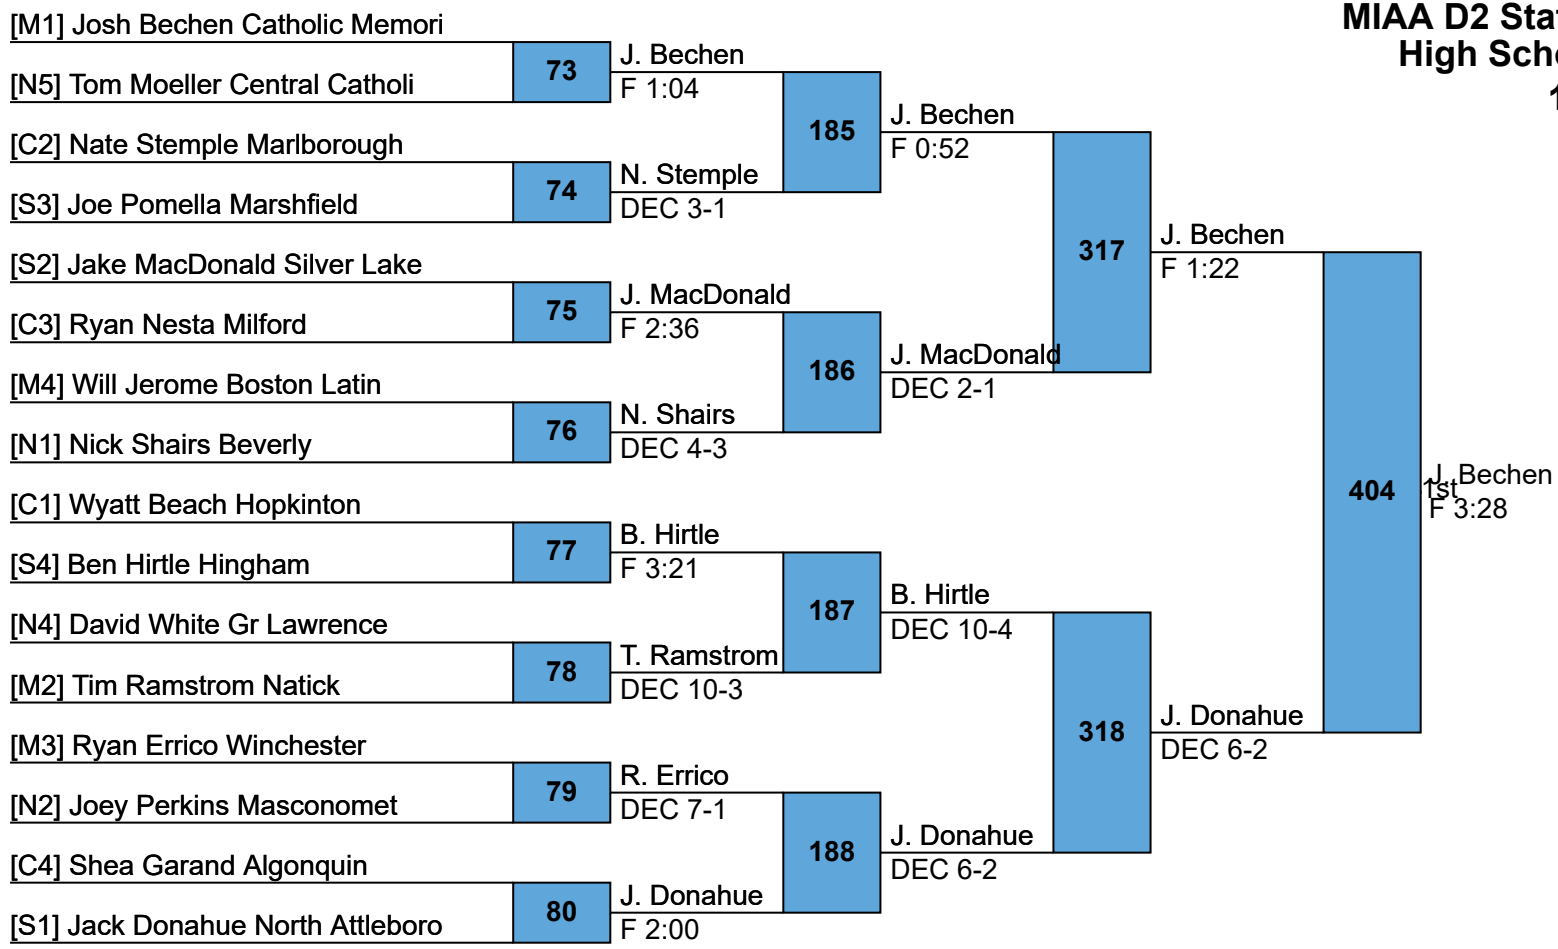 MIAA D2 Stat
High Scho
1
[M1] Josh Bechen Catholic Memori
73
J. Bechen
F 1:04
[N5] Tom Moeller Central Catholi
185
J. Bechen
F 0:52
[C2] Nate Stemple Marlborough
74
N. Stemple
DEC 3-1
[S3] Joe Pomella Marshfield
317
J. Bechen
F 1:22
[S2] Jake MacDonald Silver Lake
75
J. MacDonald
F 2:36
[C3] Ryan Nesta Milford
186
J. MacDonald
DEC 2-1
[M4] Will Jerome Boston Latin
76
N. Shairs
DEC 4-3
[N1] Nick Shairs Beverly
404
1st
J. Bechen
F 3:28
[C1] Wyatt Beach Hopkinton
77
B. Hirtle
F 3:21
[S4] Ben Hirtle Hingham
187
B. Hirtle
DEC 10-4
[N4] David White Gr Lawrence
78
T. Ramstrom
DEC 10-3
[M2] Tim Ramstrom Natick
318
J. Donahue
DEC 6-2
[M3] Ryan Errico Winchester
79
R. Errico
DEC 7-1
[N2] Joey Perkins Masconomet
188
J. Donahue
DEC 6-2
[C4] Shea Garand Algonquin
80
J. Donahue
F 2:00
[S1] Jack Donahue North Attleboro